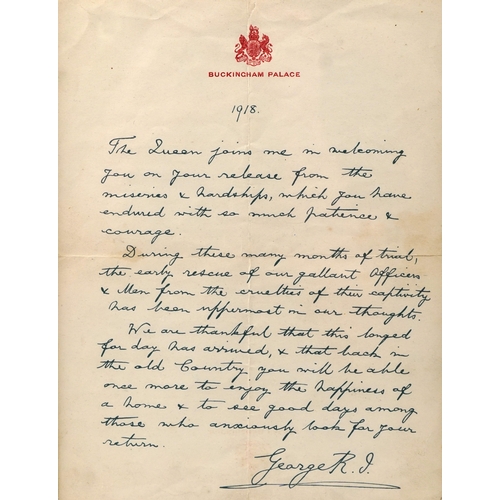 BUCKINGHAM PALACE
1918.
The Queen joins me in welcoming
you on your release from the
miseries & hardships, which you have
endured with so much patience &
courage.
During these many months of trial,
the early rescue of our gallant Officers
& Men from the cruelties of their captivity
has been uppermost in our thoughts.
We are thankful that this longed
for day has arrived, & that back in
the old Country you will be able
once more to enjoy the happiness of
a home & to see good days among
those who anxiously look for your
return.
George R.I.